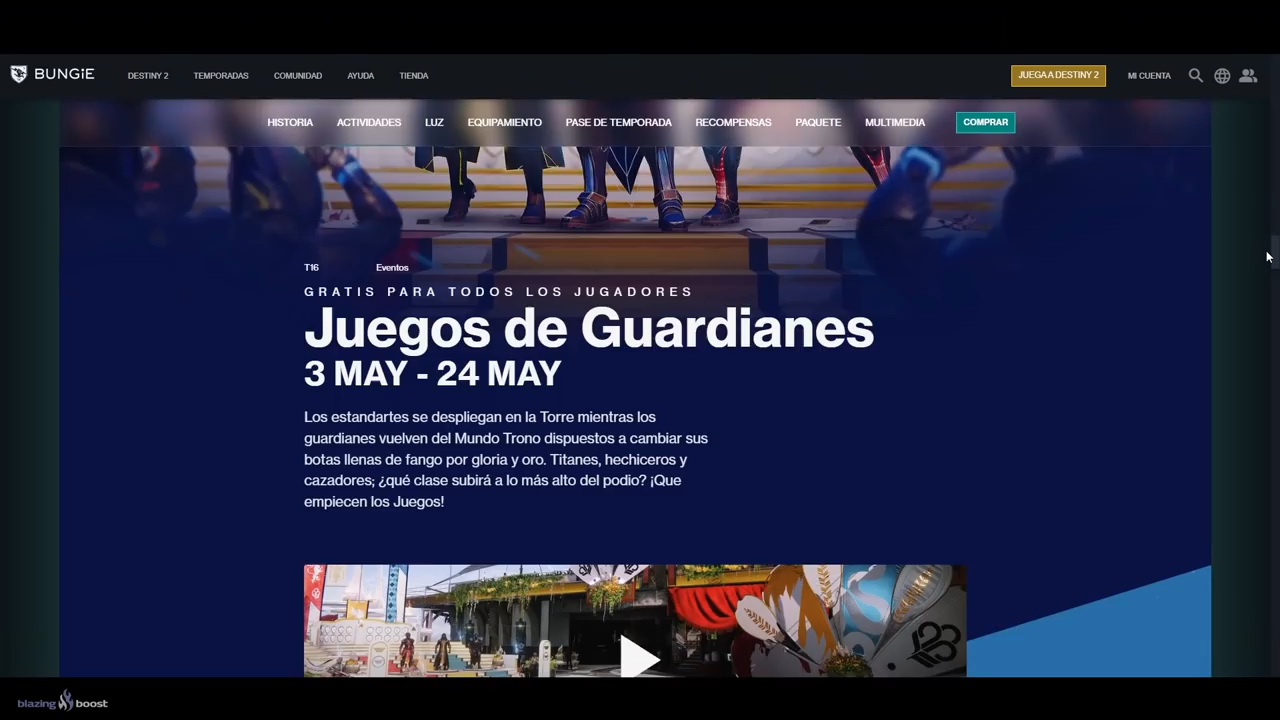 BUNGiE
DESTINY 2
TEMPORADAS
COMUNIDAD
AYUDA
TIENDA
JUEGA A DESTINY 2
MI CUENTA
HISTORIA
ACTIVIDADES
LUZ
EQUIPAMIENTO
PASE DE TEMPORADA
RECOMPENSAS
PAQUETE
MULTIMEDIA
COMPRAR
T16
Eventos
GRATIS PARA TODOS LOS JUGADORES
Juegos de Guardianes
3 MAY - 24 MAY
Los estandartes se despliegan en la Torre mientras los
guardianes vuelven del Mundo Trono dispuestos a cambiar sus
botas llenas de fango por gloria y oro. Titanes, hechiceros y
cazadores; ¿qué clase subirá a lo más alto del podio? ¡Que
empiecen los Juegos!
blazing boost